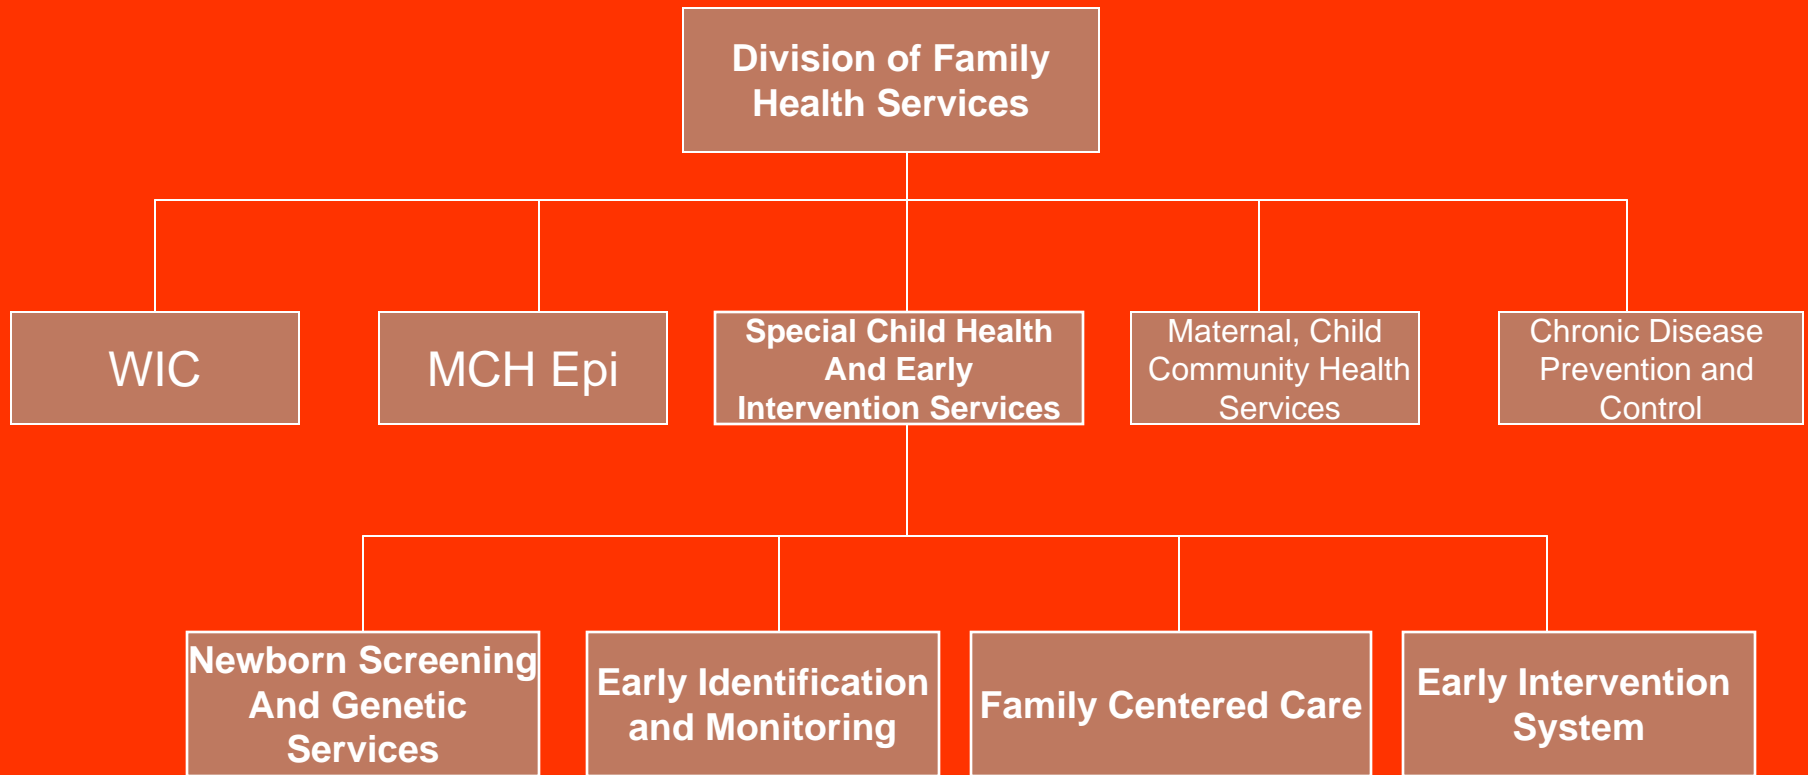 Division of Family
Health Services
WIC
MCH Epi
Special Child Health
And Early
Intervention Services
Maternal, Child
Community Health
Services
Chronic Disease
Prevention and
Control
Newborn Screening
And Genetic
Services
Early Identification
and Monitoring
Family Centered Care
Early Intervention
System